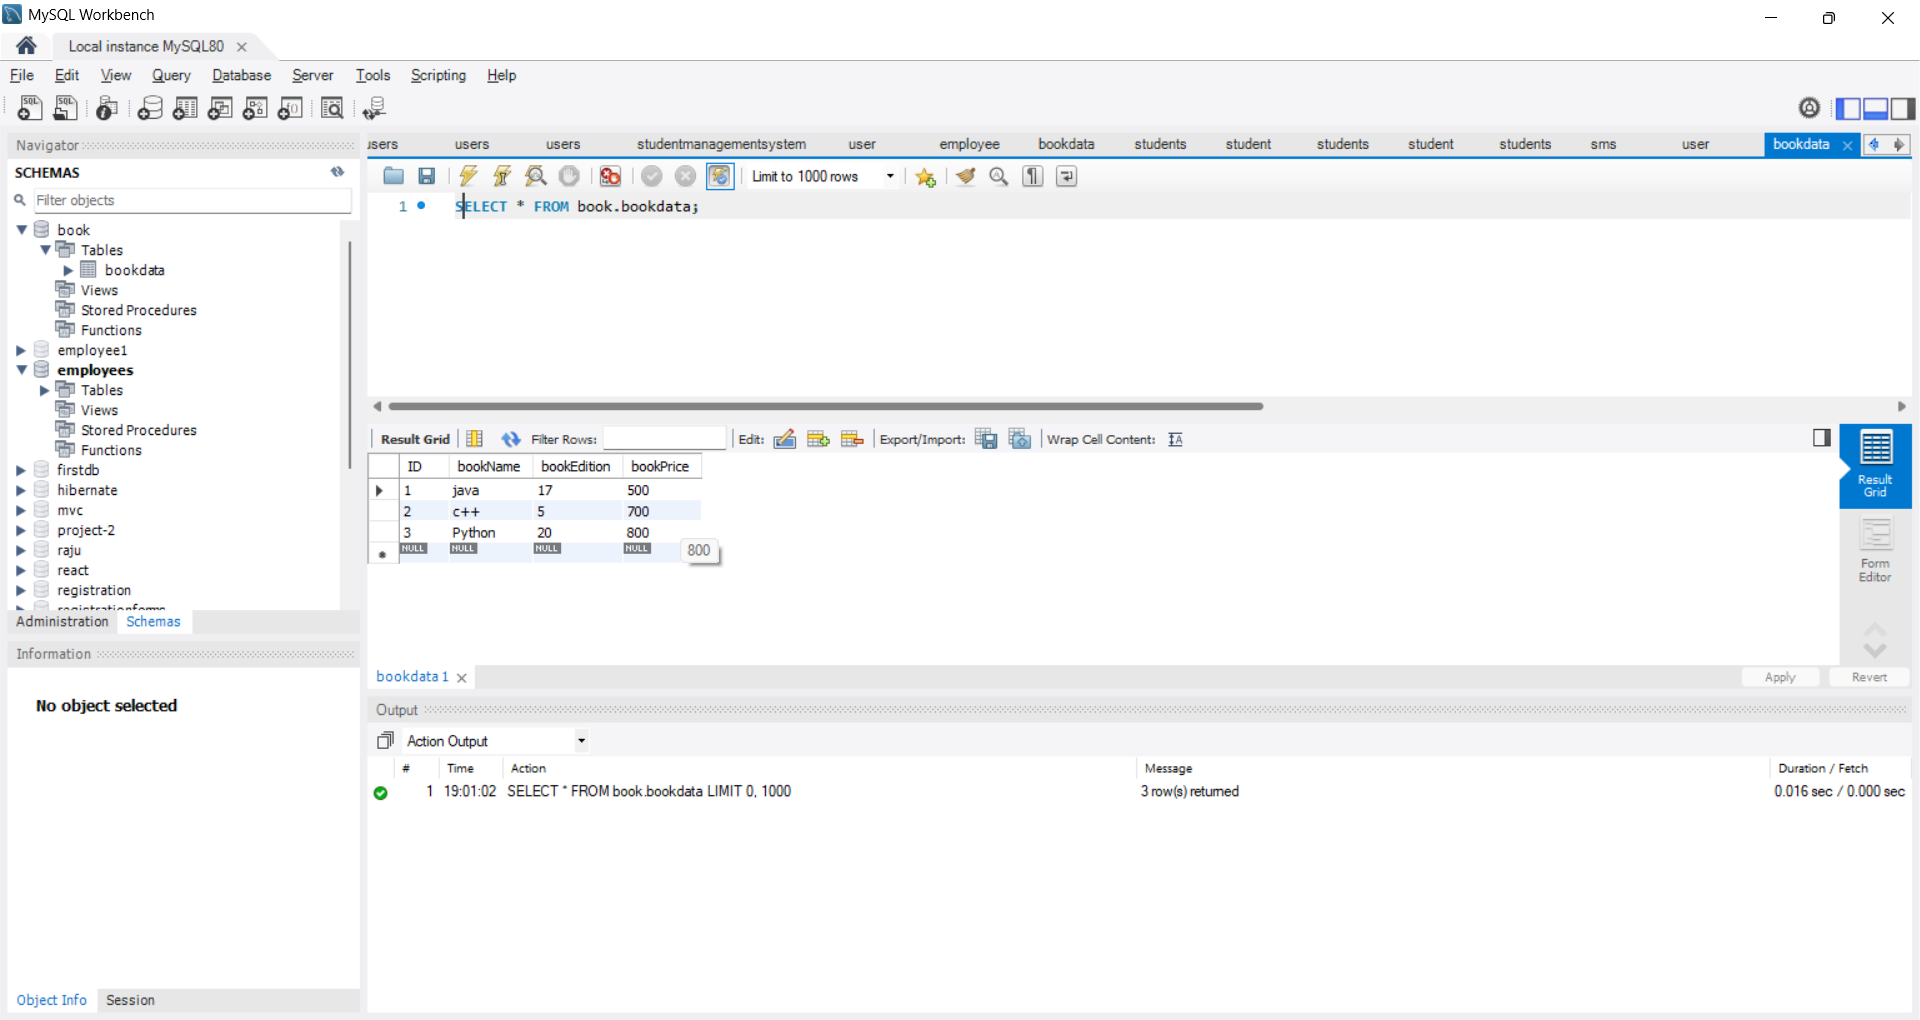 MySQL Workbench
Local instance MySQL80
File Edit View Query Database Server Tools Scripting Help
Navigator
SCHEMAS
Filter objects
book
Tables
bookdata
Views
Stored Procedures
Functions
employee1
employees
Tables
Views
Stored Procedures
Functions
firstdb
hibernate
mvc
project-2
raju
react
registration
Administration Schemas
Information
No object selected
Object Info Session
users users studentmanagementsystem user employee bookdata students student students student students sms user bookdata
Limit to 1000 rows
1 SELECT * FROM book.bookdata;
Result Grid Filter Rows: Edit: Export/Import: Wrap Cell Content:
ID bookName bookEdition bookPrice
1 java 17 500
2 c++ 5 700
3 Python 20 800
NULL NULL NULL NULL
800
Result
Grid
Form
Editor
bookdata 1
Apply Revert
Output
Action Output
# Time Action Message Duration / Fetch
1 19:01:02 SELECT * FROM book.bookdata LIMIT 0, 1000 3 row(s) returned 0.016 sec / 0.000 sec